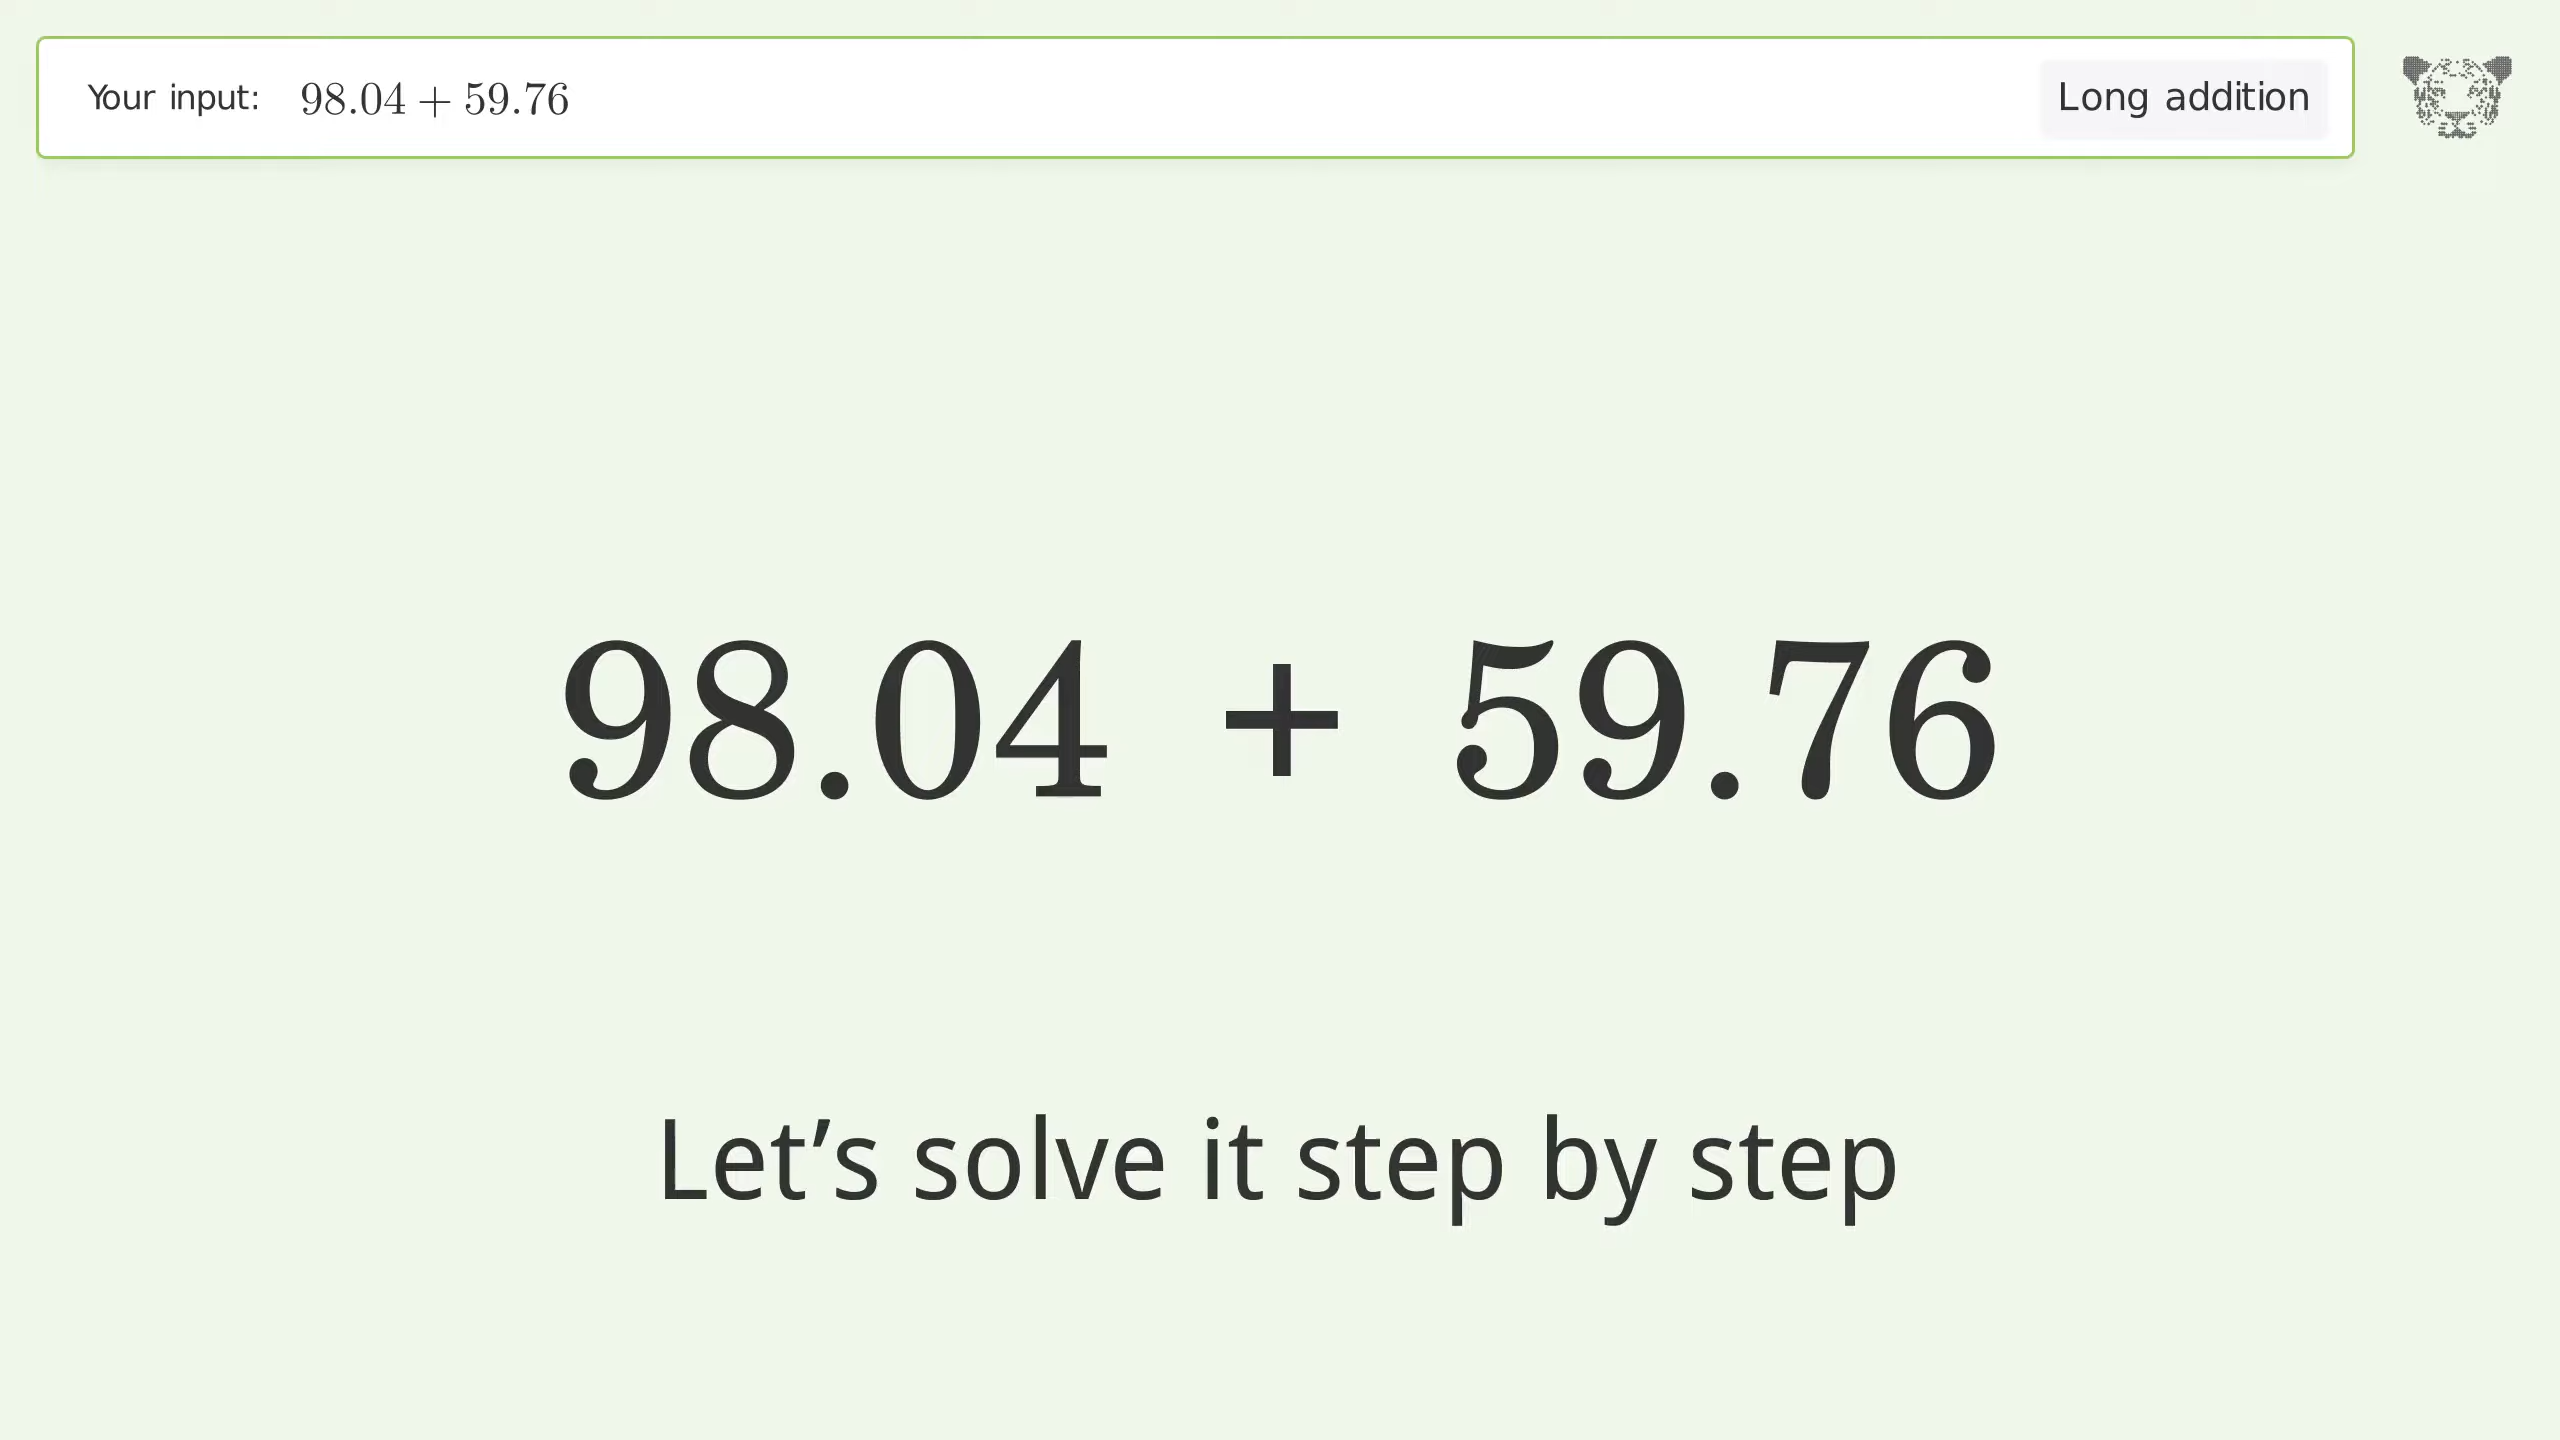 Your input: 98.04 + 59.76 Long addition
98.04 + 59.76
Let’s solve it step by step